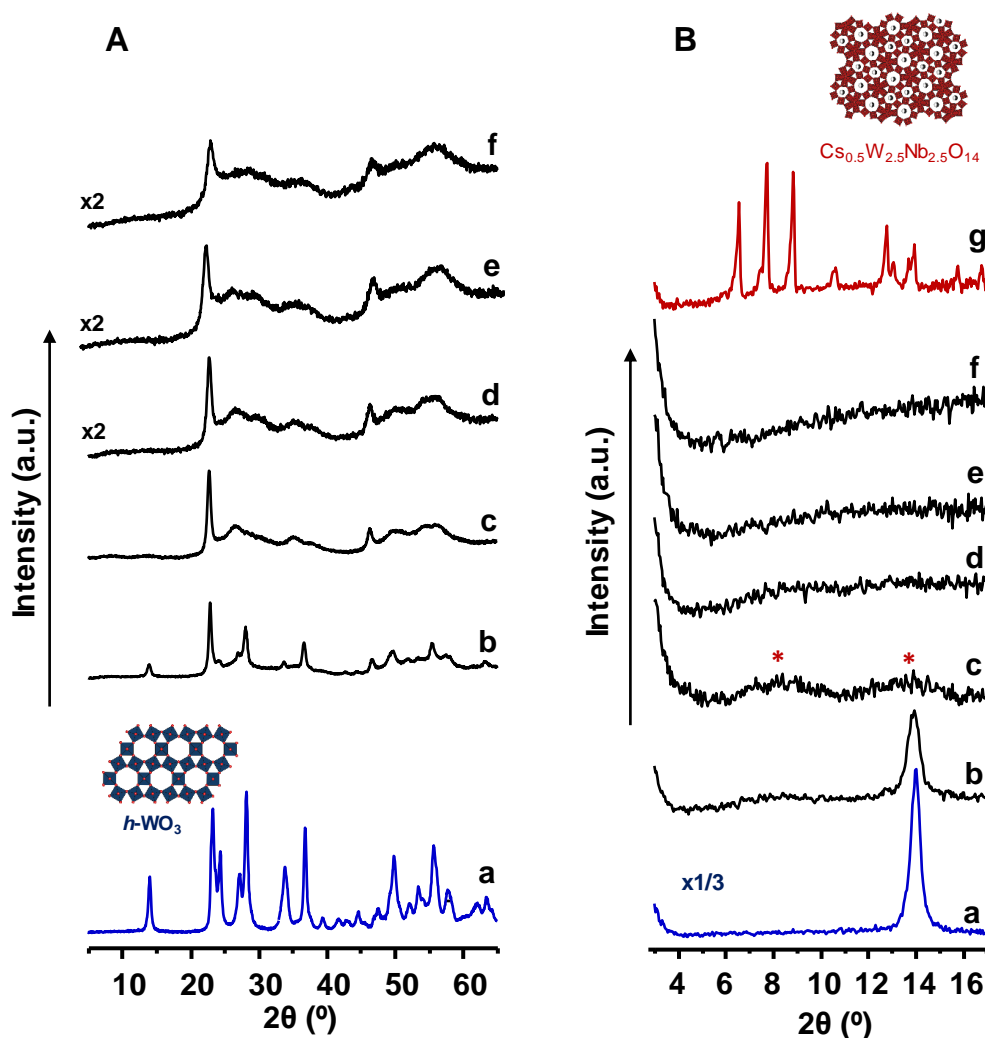 A
f
x2
e
x2
d
x2
c
b
h-WO₃
a
Intensity (a.u.)
10 20 30 40 50 60
2θ (º)
B
Cs₀.₅W₂.₅Nb₂.₅O₁₄
g
f
e
d
* *
c
b
x1/3
a
Intensity (a.u.)
4 6 8 10 12 14 16
2θ (º)